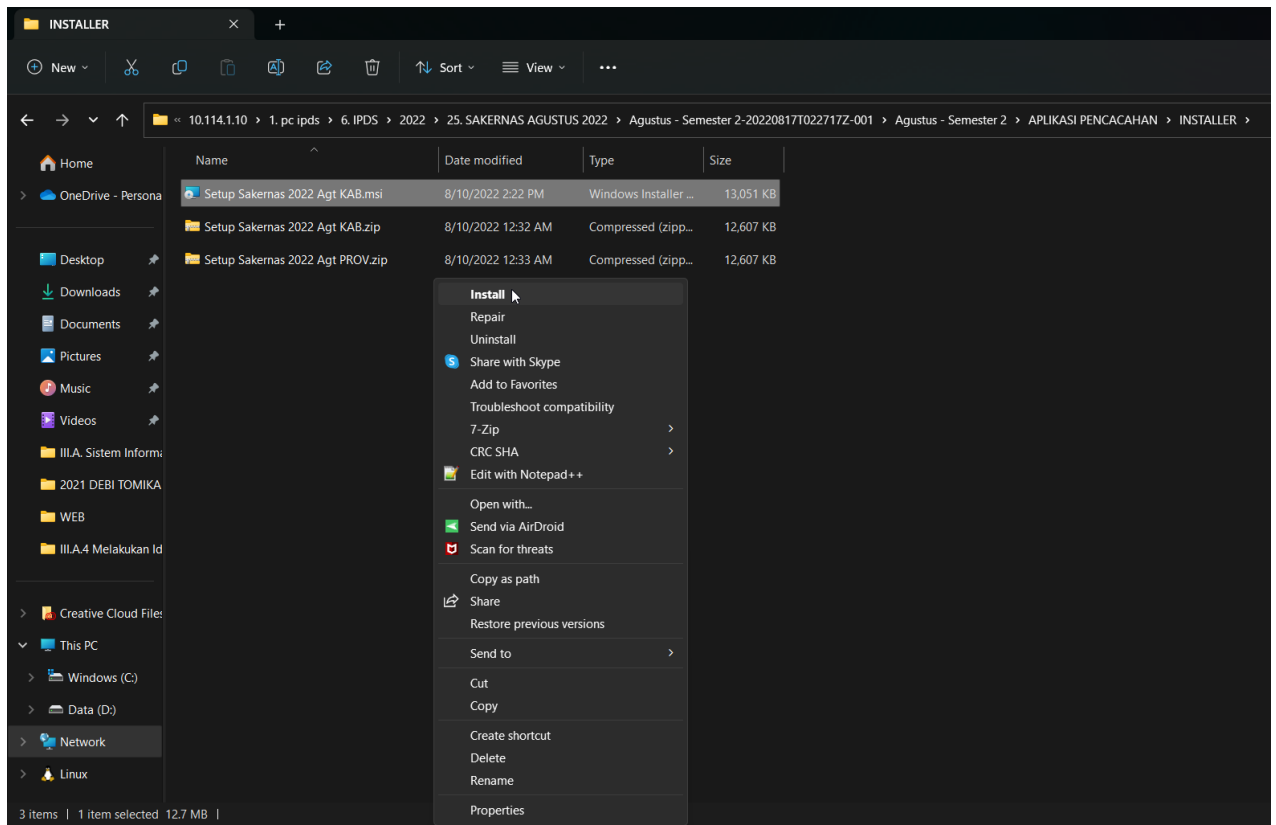 INSTALLER
New
Sort
View
« 10.114.1.10 > 1. pc ipds > 6. IPDS > 2022 > 25. SAKERNAS AGUSTUS 2022 > Agustus - Semester 2-20220817T022717Z-001 > Agustus - Semester 2 > APLIKASI PENCACAHAN > INSTALLER >
Home
OneDrive - Persona
Desktop
Downloads
Documents
Pictures
Music
Videos
III.A. Sistem Informa
2021 DEBI TOMIKA
WEB
III.A.4 Melakukan Id
Creative Cloud Files
This PC
Windows (C:)
Data (D:)
Network
Linux
Name Date modified Type Size
Setup Sakernas 2022 Agt KAB.msi 8/10/2022 2:22 PM Windows Installer ... 13,051 KB
Setup Sakernas 2022 Agt KAB.zip 8/10/2022 12:32 AM Compressed (zipp... 12,607 KB
Setup Sakernas 2022 Agt PROV.zip 8/10/2022 12:33 AM Compressed (zipp... 12,607 KB
Install
Repair
Uninstall
Share with Skype
Add to Favorites
Troubleshoot compatibility
7-Zip
CRC SHA
Edit with Notepad++
Open with...
Send via AirDroid
Scan for threats
Copy as path
Share
Restore previous versions
Send to
Cut
Copy
Create shortcut
Delete
Rename
Properties
3 items | 1 item selected 12.7 MB |